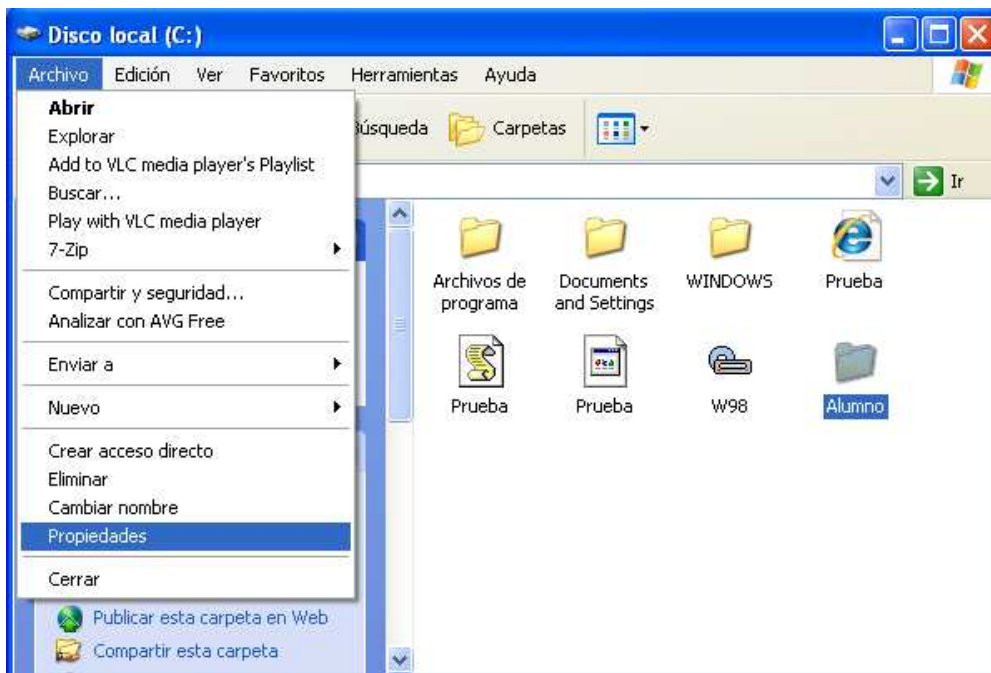 Disco local (C:)
Archivo Edición Ver Favoritos Herramientas Ayuda
Abrir
Explorar
Add to VLC media player's Playlist
Buscar...
Play with VLC media player
7-Zip
Compartir y seguridad...
Analizar con AVG Free
Enviar a
Nuevo
Crear acceso directo
Eliminar
Cambiar nombre
Propiedades
Cerrar
Publicar esta carpeta en Web
Compartir esta carpeta
Carpetas
Ir
Archivos de
programa
Documents
and Settings
WINDOWS
Prueba
Prueba
Prueba
W98
Alumno